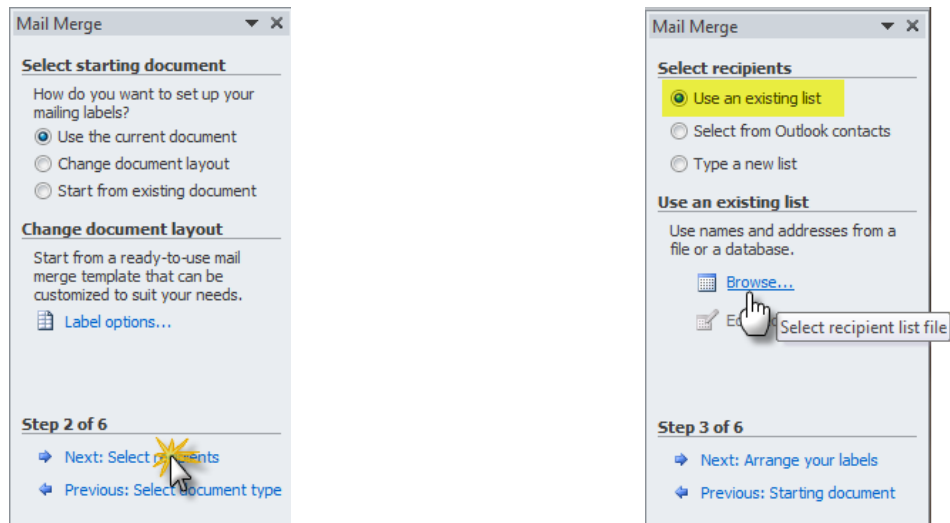 Mail Merge
Select starting document
How do you want to set up your
mailing labels?
Use the current document
Change document layout
Start from existing document
Change document layout
Start from a ready-to-use mail
merge template that can be
customized to suit your needs.
Label options...
Step 2 of 6
Next: Select recipients
Previous: Select document type
Mail Merge
Select recipients
Use an existing list
Select from Outlook contacts
Type a new list
Use an existing list
Use names and addresses from a
file or a database.
Browse...
Select recipient list file
Step 3 of 6
Next: Arrange your labels
Previous: Starting document